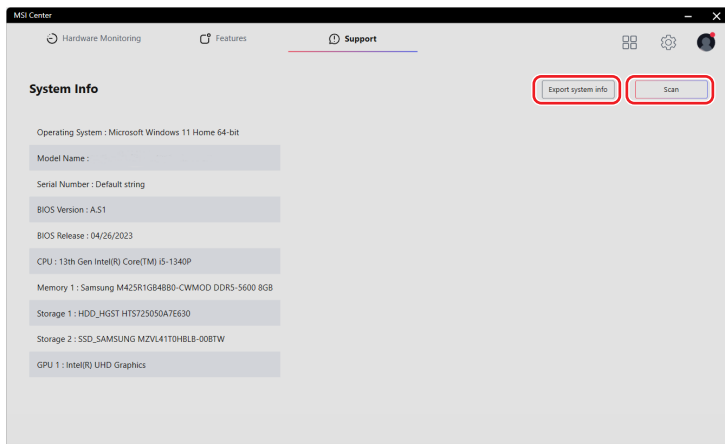 MSI Center
Hardware Monitoring
Features
Support
System Info
Export system info
Scan
Operating System : Microsoft Windows 11 Home 64-bit
Model Name :
Serial Number : Default string
BIOS Version : A.S1
BIOS Release : 04/26/2023
CPU : 13th Gen Intel(R) Core(TM) i5-1340P
Memory 1 : Samsung M425R1GB4BB0-CWMOD DDR5-5600 8GB
Storage 1 : HDD_HGST HTS725050A7E630
Storage 2 : SSD_SAMSUNG MZVL41T0HBLB-00BTW
GPU 1 : Intel(R) UHD Graphics